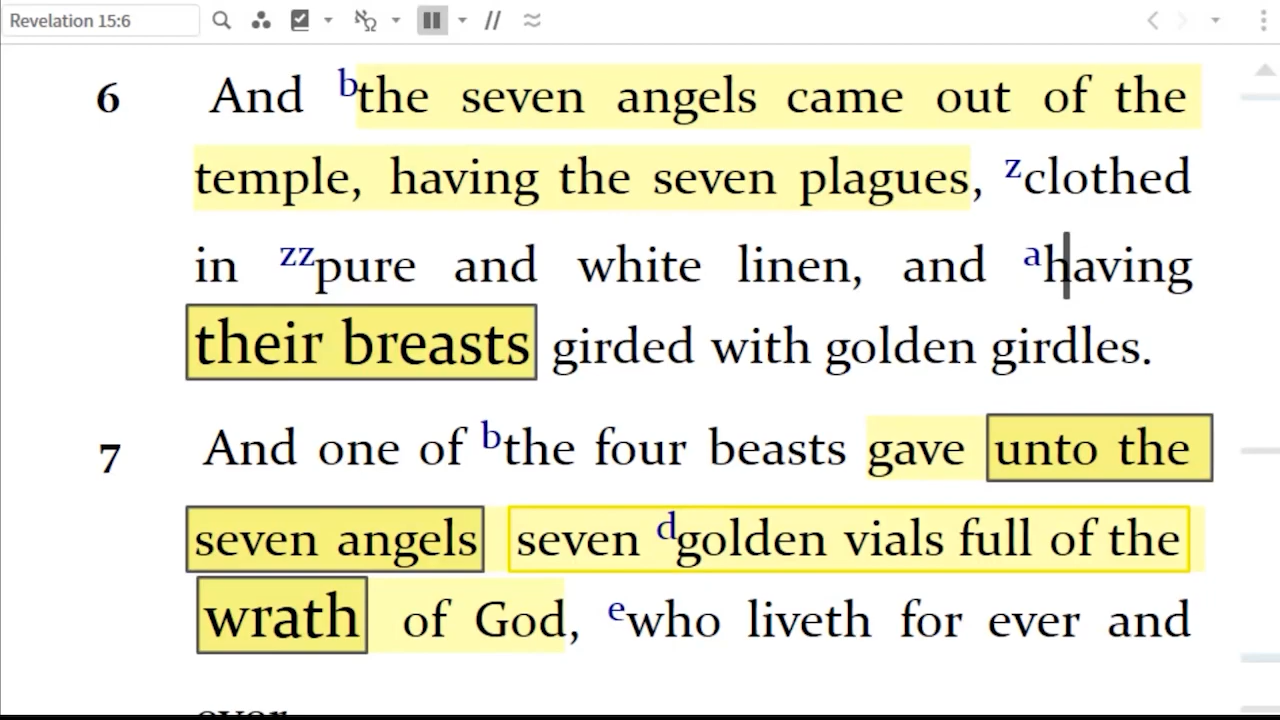 Revelation 15:6
6 And bthe seven angels came out of the
temple, having the seven plagues, zclothed
in zzpure and white linen, and ahaving
their breasts girded with golden girdles.
7 And one of bthe four beasts gave unto the
seven angels seven dgolden vials full of the
wrath of God, ewho liveth for ever and